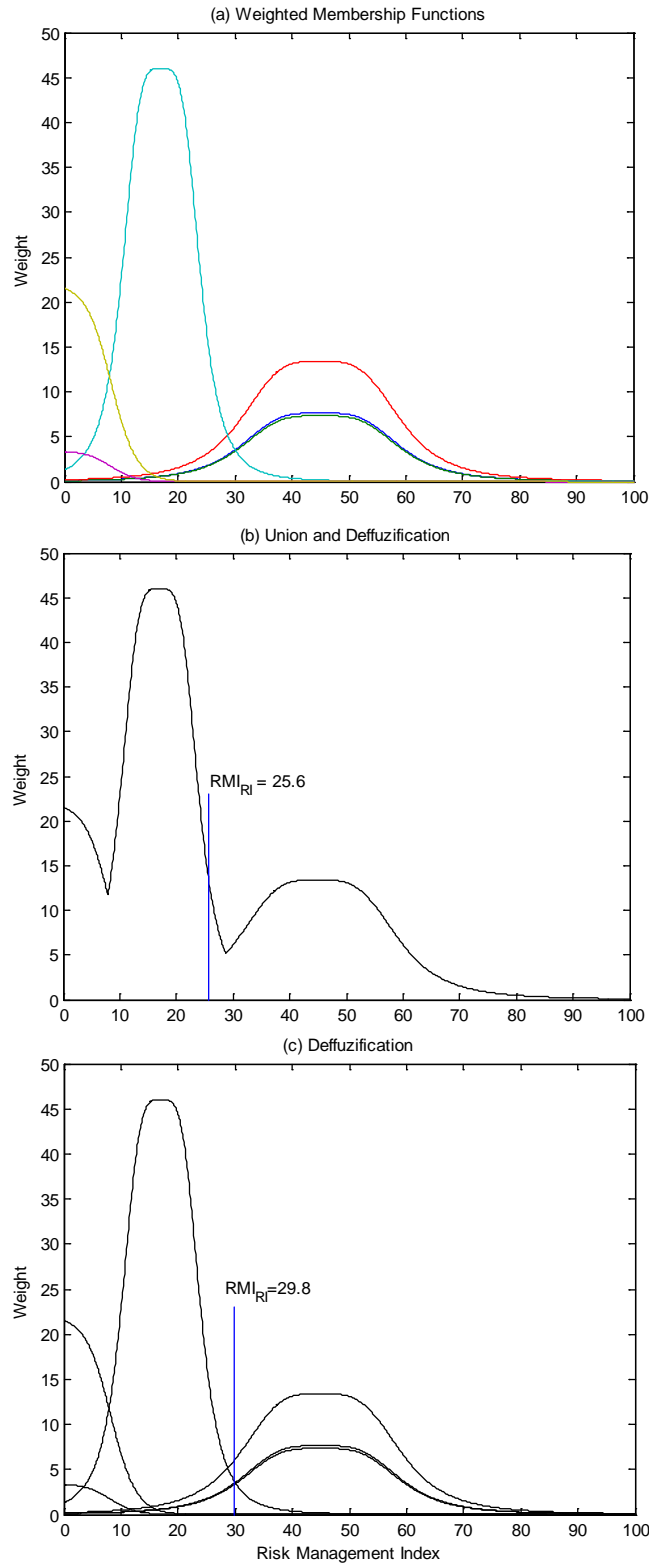 (a) Weighted Membership Functions
50
45
40
35
30
25
20
15
10
5
0
Weight
0 10 20 30 40 50 60 70 80 90 100
(b) Union and Deffuzification
50
45
40
35
30
25
20
15
10
5
0
Weight
RMI_RI = 25.6
0 10 20 30 40 50 60 70 80 90 100
(c) Deffuzification
50
45
40
35
30
25
20
15
10
5
0
Weight
RMI_RI=29.8
0 10 20 30 40 50 60 70 80 90 100
Risk Management Index